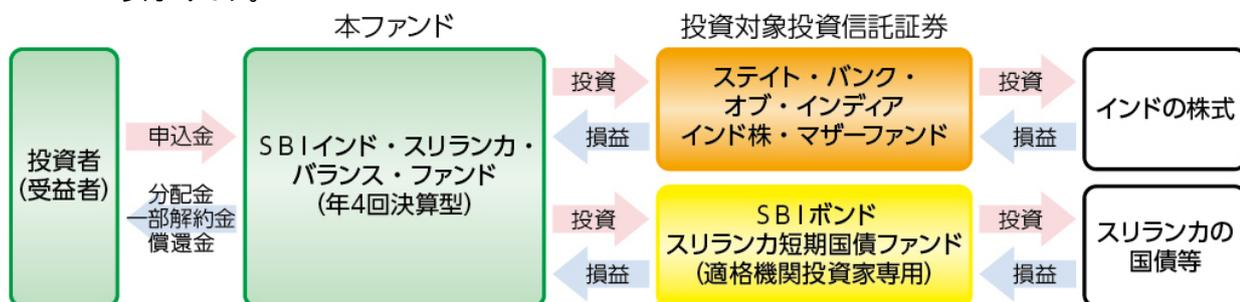 本ファンド
投資対象投資信託証券
投資者
(受益者)
申込金
分配金
一部解約金
償還金
SBIインド・スリランカ・
バランス・ファンド
(年4回決算型)
投資
損益
ステイト・バンク・
オブ・インディア
インド株・マザーファンド
投資
損益
インドの株式
投資
損益
SBIボンド
スリランカ短期国債ファンド
(適格機関投資家専用)
投資
損益
スリランカの
国債等